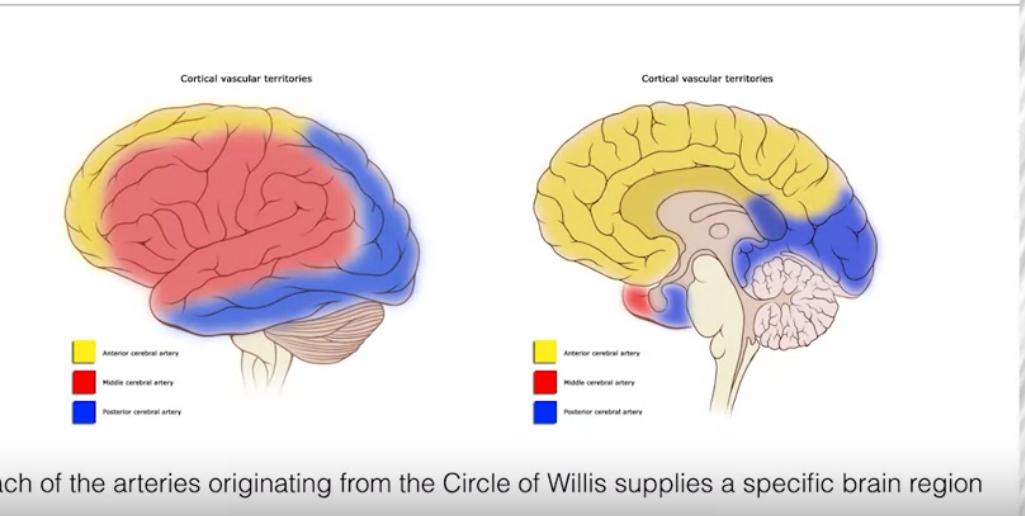 Cortical vascular territories
Anterior cerebral artery
Middle cerebral artery
Posterior cerebral artery
Cortical vascular territories
Anterior cerebral artery
Middle cerebral artery
Posterior cerebral artery
ach of the arteries originating from the Circle of Willis supplies a specific brain region